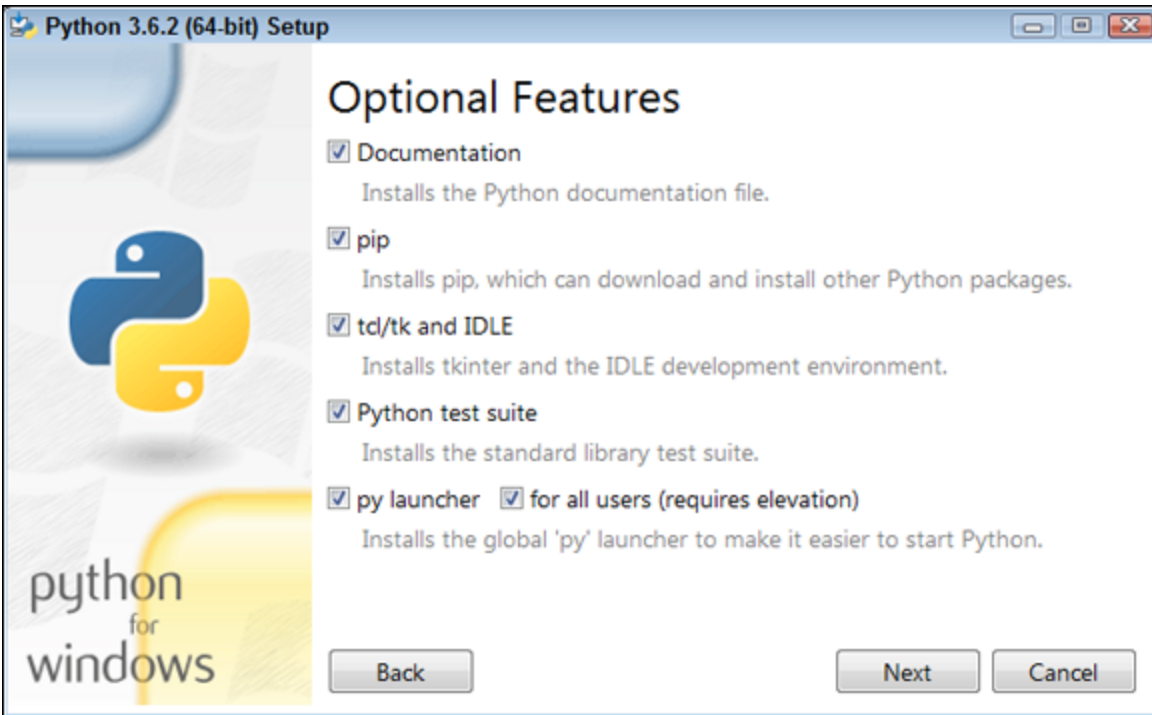 Python 3.6.2 (64-bit) Setup
Optional Features
Documentation
Installs the Python documentation file.
pip
Installs pip, which can download and install other Python packages.
tcl/tk and IDLE
Installs tkinter and the IDLE development environment.
Python test suite
Installs the standard library test suite.
py launcher for all users (requires elevation)
Installs the global 'py' launcher to make it easier to start Python.
python
for
windows
Back Next Cancel